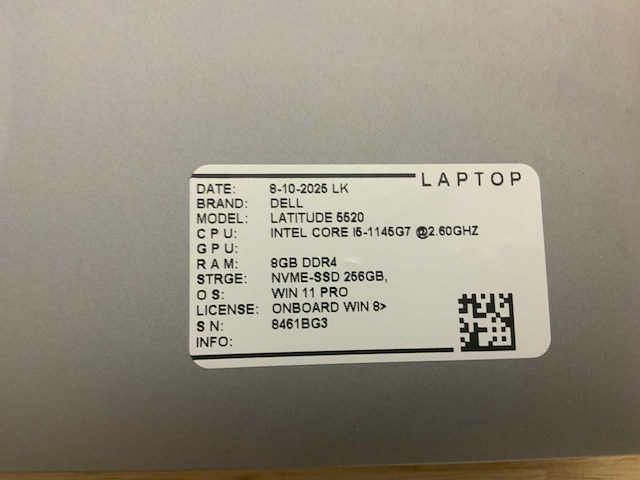 LAPTOP
DATE: 8-10-2025 LK
BRAND: DELL
MODEL: LATITUDE 5520
CPU: INTEL CORE I5-1145G7 @2.60GHZ
GPU:
RAM: 8GB DDR4
STRGE: NVME-SSD 256GB,
OS: WIN 11 PRO
LICENSE: ONBOARD WIN 8>
SN: 8461BG3
INFO: